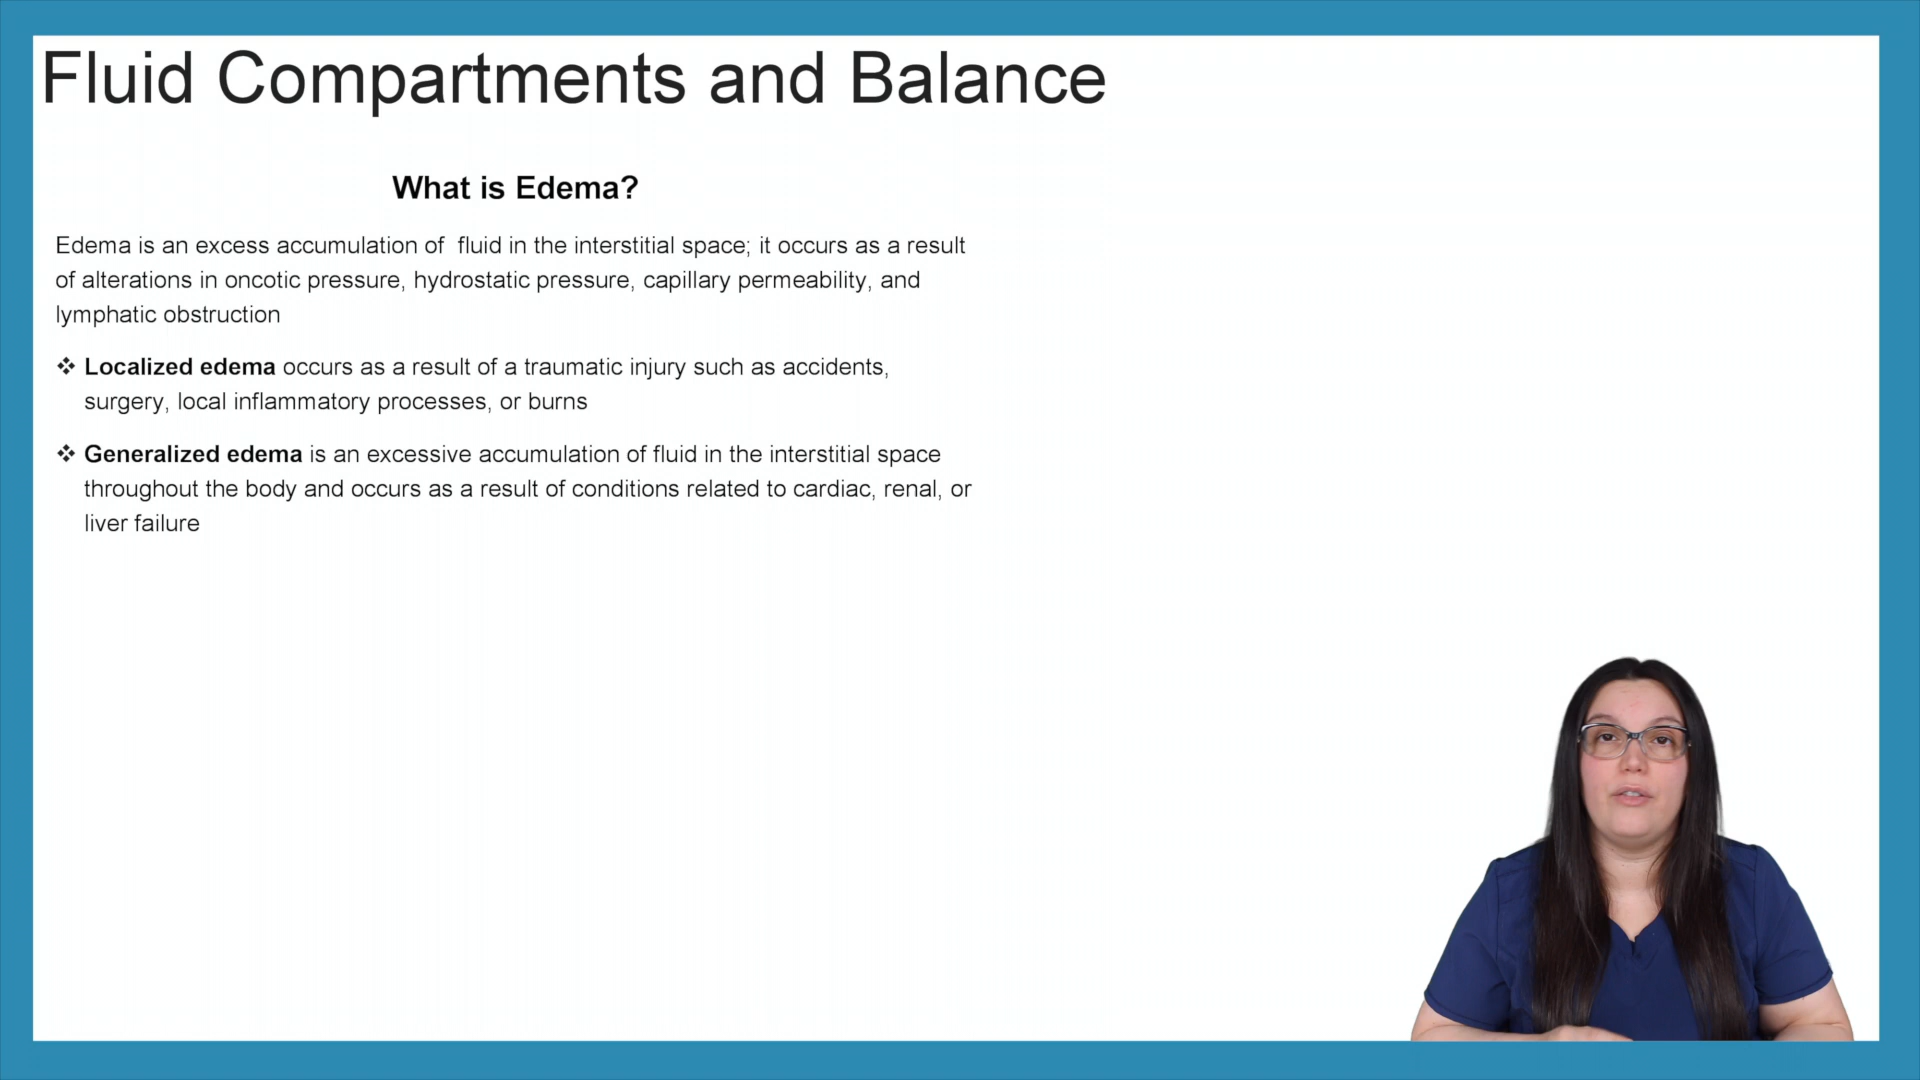 Fluid Compartments and Balance
What is Edema?
Edema is an excess accumulation of  fluid in the interstitial space; it occurs as a result
of alterations in oncotic pressure, hydrostatic pressure, capillary permeability, and
lymphatic obstruction
❖ Localized edema occurs as a result of a traumatic injury such as accidents,
surgery, local inflammatory processes, or burns
❖ Generalized edema is an excessive accumulation of fluid in the interstitial space
throughout the body and occurs as a result of conditions related to cardiac, renal, or
liver failure